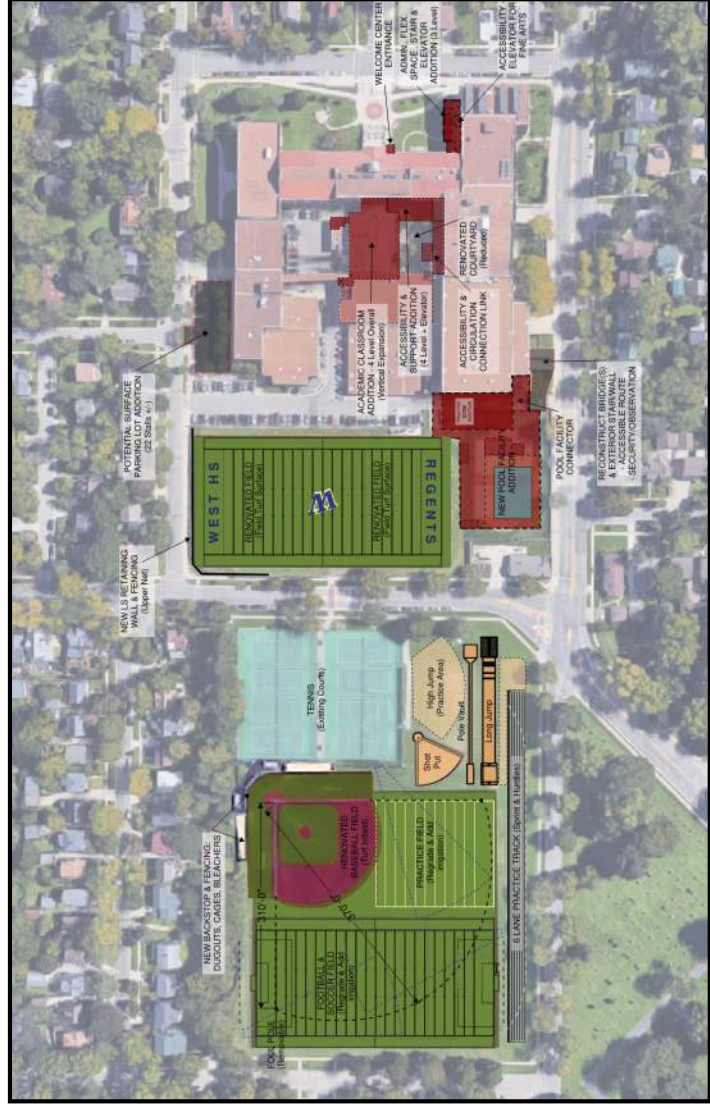 WELCOME CENTER
ENTRANCE
ADMIN., FLEX
SPACE , STAIR &
ELEVATOR
ADDITION (3 Level)
ACCESSIBILITY
ELEVATOR FOR
FINE ARTS
POTENTIAL SURFACE
PARKING LOT ADDITION
(22 Stalls +/-)
ACADEMIC CLASSROOM
ADDITION - 4 Level Overall
(Vertical Expansion)
ACCESSIBILITY &
SUPPORT ADDITION
(4 Level + Elevator)
RENOVATED
COURTYARD
(Reduced)
ACCESSIBILITY &
CIRCULATION
CONNECTION LINK
NEW LS RETAINING
WALL & FENCING
(Upper Net)
WEST HS
RENOVATED FIELD
(Field Turf Surface)
W
RENOVATED FIELD
(Field Turf Surface)
REGENTS
NEW POOL FACILITY
ADDITION
POOL FACILITY
CONNECTOR
RECONSTRUCT BRIDGE(S)
& EXTERIOR STAIR/WALL
- ACCESSIBLE ROUTE
- SECURITY/OBSERVATION
TENNIS
(Existing Courts)
High Jump
(Practice Area)
Pole Vault
Shot
Put
Long Jump
NEW BACKSTOP & FENCING:
DUGOUTS, CAGES, BLEACHERS
310' 0"
370' 0"
RENOVATED
BASEBALL FIELD
(Turf Infield)
PRACTICE FIELD
(Regrade & Add
Irrigation)
6 LANE PRACTICE TRACK (Sprint & Hurdles)
FOOTBALL &
SOCCER FIELD
(Regrade & Add
Irrigation)
FOUL POLE